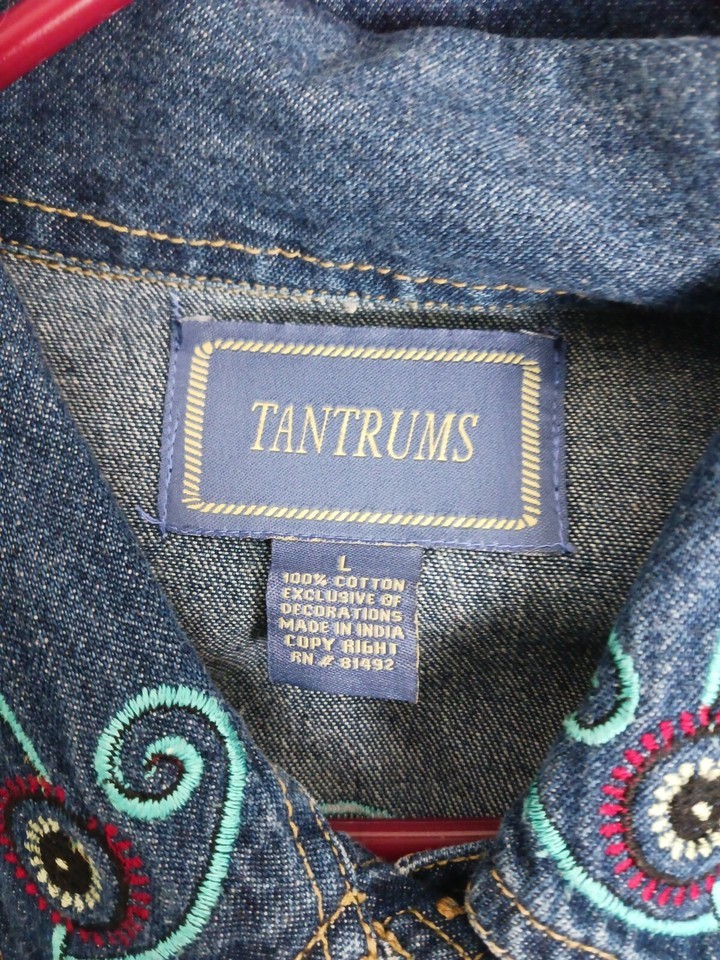 TANTRUMS
L
100% COTTON
EXCLUSIVE OF
DECORATIONS
MADE IN INDIA
COPY RIGHT
RN # 81492